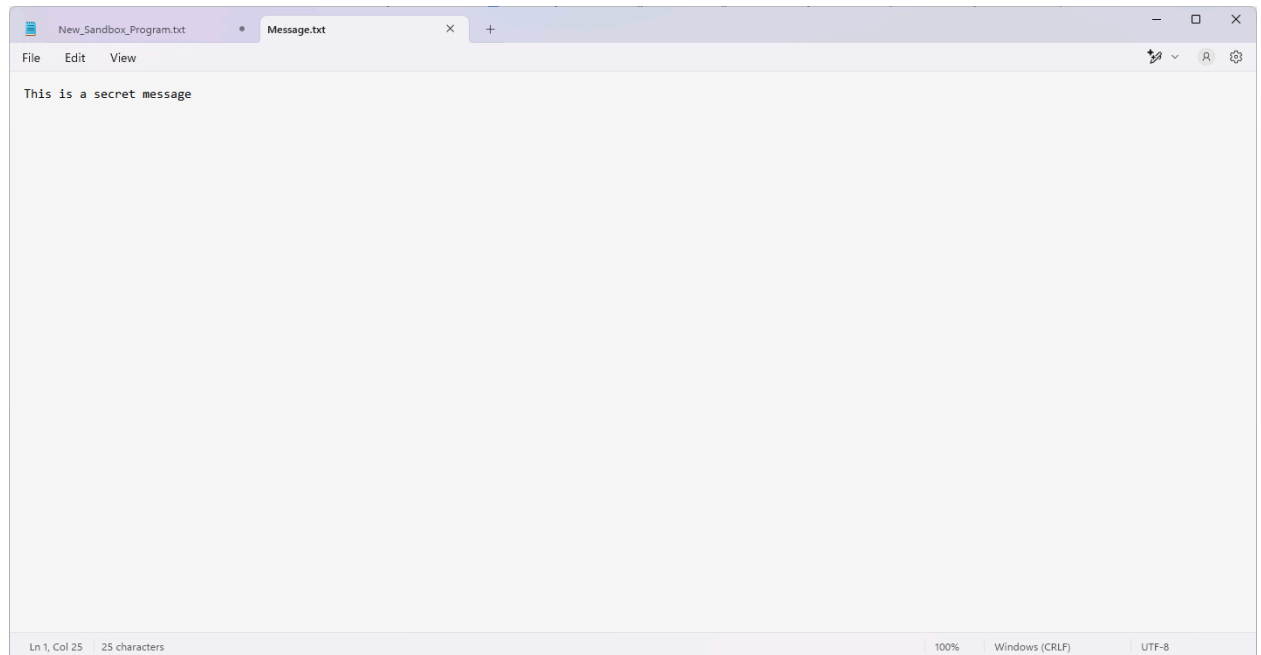 New_Sandbox_Program.txt Message.txt
File Edit View
This is a secret message
Ln 1, Col 25 25 characters 100% Windows (CRLF) UTF-8